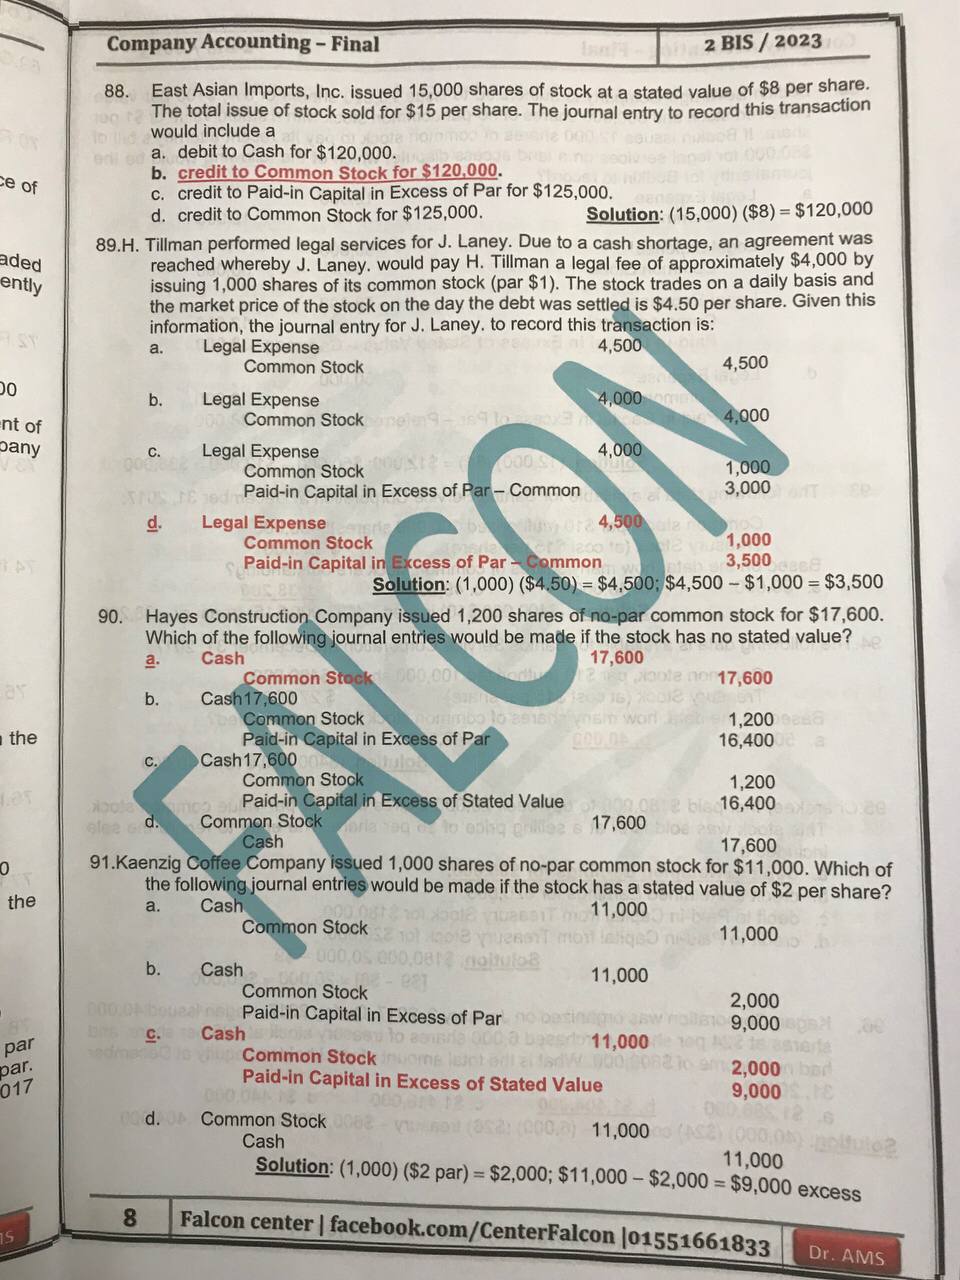 Company Accounting – Final
2 BIS / 2023
88. East Asian Imports, Inc. issued 15,000 shares of stock at a stated value of $8 per share.
The total issue of stock sold for $15 per share. The journal entry to record this transaction
would include a
a. debit to Cash for $120,000.
b. credit to Common Stock for $120,000.
c. credit to Paid-in Capital in Excess of Par for $125,000.
d. credit to Common Stock for $125,000. Solution: (15,000) ($8) = $120,000
89.H. Tillman performed legal services for J. Laney. Due to a cash shortage, an agreement was
reached whereby J. Laney. would pay H. Tillman a legal fee of approximately $4,000 by
issuing 1,000 shares of its common stock (par $1). The stock trades on a daily basis and
the market price of the stock on the day the debt was settled is $4.50 per share. Given this
information, the journal entry for J. Laney. to record this transaction is:
a. Legal Expense 4,500
Common Stock 4,500
b. Legal Expense 4,000
Common Stock 4,000
c. Legal Expense 4,000
Common Stock 1,000
Paid-in Capital in Excess of Par – Common 3,000
d. Legal Expense 4,500
Common Stock 1,000
Paid-in Capital in Excess of Par – Common 3,500
Solution: (1,000) ($4.50) = $4,500; $4,500 – $1,000 = $3,500
90. Hayes Construction Company issued 1,200 shares of no-par common stock for $17,600.
Which of the following journal entries would be made if the stock has no stated value?
a. Cash 17,600
Common Stock 17,600
b. Cash17,600
Common Stock 1,200
Paid-in Capital in Excess of Par 16,400
c. Cash17,600
Common Stock 1,200
Paid-in Capital in Excess of Stated Value 16,400
d. Common Stock 17,600
Cash 17,600
91.Kaenzig Coffee Company issued 1,000 shares of no-par common stock for $11,000. Which of
the following journal entries would be made if the stock has a stated value of $2 per share?
a. Cash 11,000
Common Stock 11,000
b. Cash 11,000
Common Stock 2,000
Paid-in Capital in Excess of Par 9,000
c. Cash 11,000
Common Stock 2,000
Paid-in Capital in Excess of Stated Value 9,000
d. Common Stock 11,000
Cash 11,000
Solution: (1,000) ($2 par) = $2,000; $11,000 – $2,000 = $9,000 excess
FALCON
8 Falcon center | facebook.com/CenterFalcon |01551661833
Dr. AMS
ce of
aded
ently
00
nt of
pany
the
0
the
par
par.
017